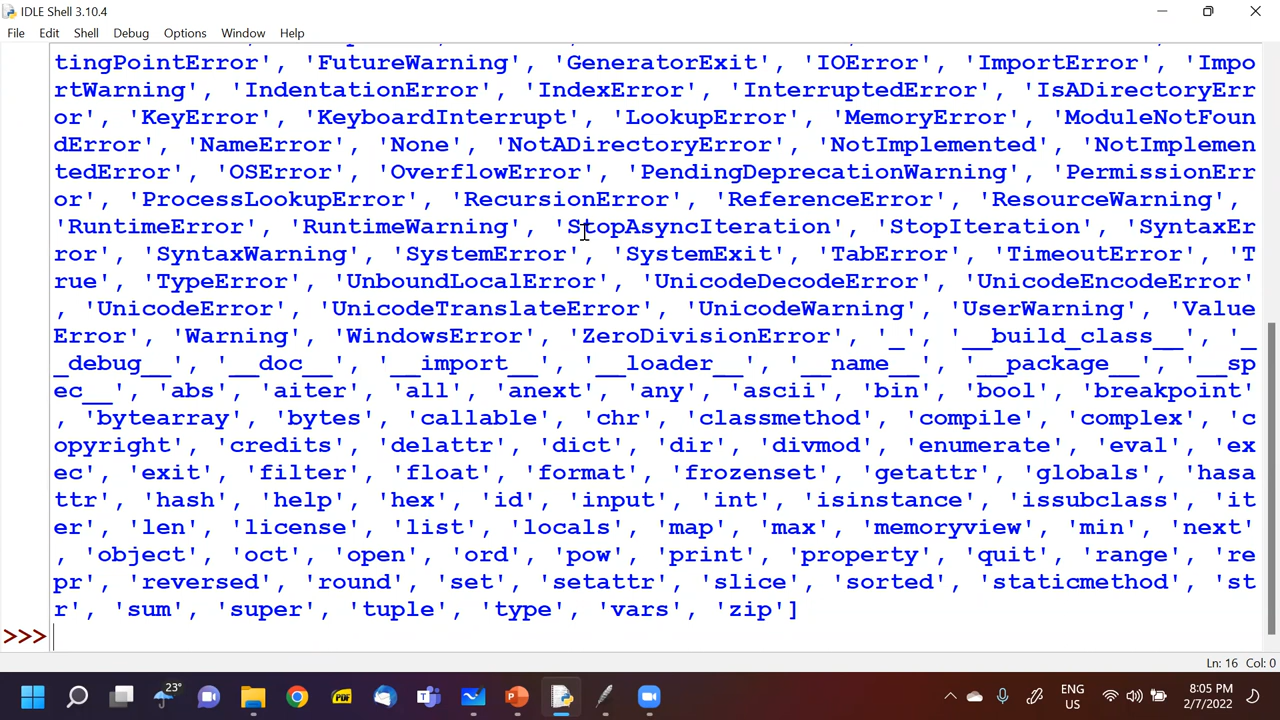 IDLE Shell 3.10.4
File Edit Shell Debug Options Window Help
tingPointError', 'FutureWarning', 'GeneratorExit', 'IOError', 'ImportError', 'Impo
rtWarning', 'IndentationError', 'IndexError', 'InterruptedError', 'IsADirectoryErr
or', 'KeyError', 'KeyboardInterrupt', 'LookupError', 'MemoryError', 'ModuleNotFoun
dError', 'NameError', 'None', 'NotADirectoryError', 'NotImplemented', 'NotImplemen
tedError', 'OSError', 'OverflowError', 'PendingDeprecationWarning', 'PermissionErr
or', 'ProcessLookupError', 'RecursionError', 'ReferenceError', 'ResourceWarning',
'RuntimeError', 'RuntimeWarning', 'StopAsyncIteration', 'StopIteration', 'SyntaxEr
ror', 'SyntaxWarning', 'SystemError', 'SystemExit', 'TabError', 'TimeoutError', 'T
rue', 'TypeError', 'UnboundLocalError', 'UnicodeDecodeError', 'UnicodeEncodeError'
, 'UnicodeError', 'UnicodeTranslateError', 'UnicodeWarning', 'UserWarning', 'Value
Error', 'Warning', 'WindowsError', 'ZeroDivisionError', '_', '__build_class__', '_
_debug__', '__doc__', '__import__', '__loader__', '__name__', '__package__', '__sp
ec__', 'abs', 'aiter', 'all', 'anext', 'any', 'ascii', 'bin', 'bool', 'breakpoint'
, 'bytearray', 'bytes', 'callable', 'chr', 'classmethod', 'compile', 'complex', 'c
opyright', 'credits', 'delattr', 'dict', 'dir', 'divmod', 'enumerate', 'eval', 'ex
ec', 'exit', 'filter', 'float', 'format', 'frozenset', 'getattr', 'globals', 'hasa
ttr', 'hash', 'help', 'hex', 'id', 'input', 'int', 'isinstance', 'issubclass', 'it
er', 'len', 'license', 'list', 'locals', 'map', 'max', 'memoryview', 'min', 'next'
, 'object', 'oct', 'open', 'ord', 'pow', 'print', 'property', 'quit', 'range', 're
pr', 'reversed', 'round', 'set', 'setattr', 'slice', 'sorted', 'staticmethod', 'st
r', 'sum', 'super', 'tuple', 'type', 'vars', 'zip']
>>>
Ln: 16 Col: 0
23°
PDF
ENG
US
8:05 PM
2/7/2022